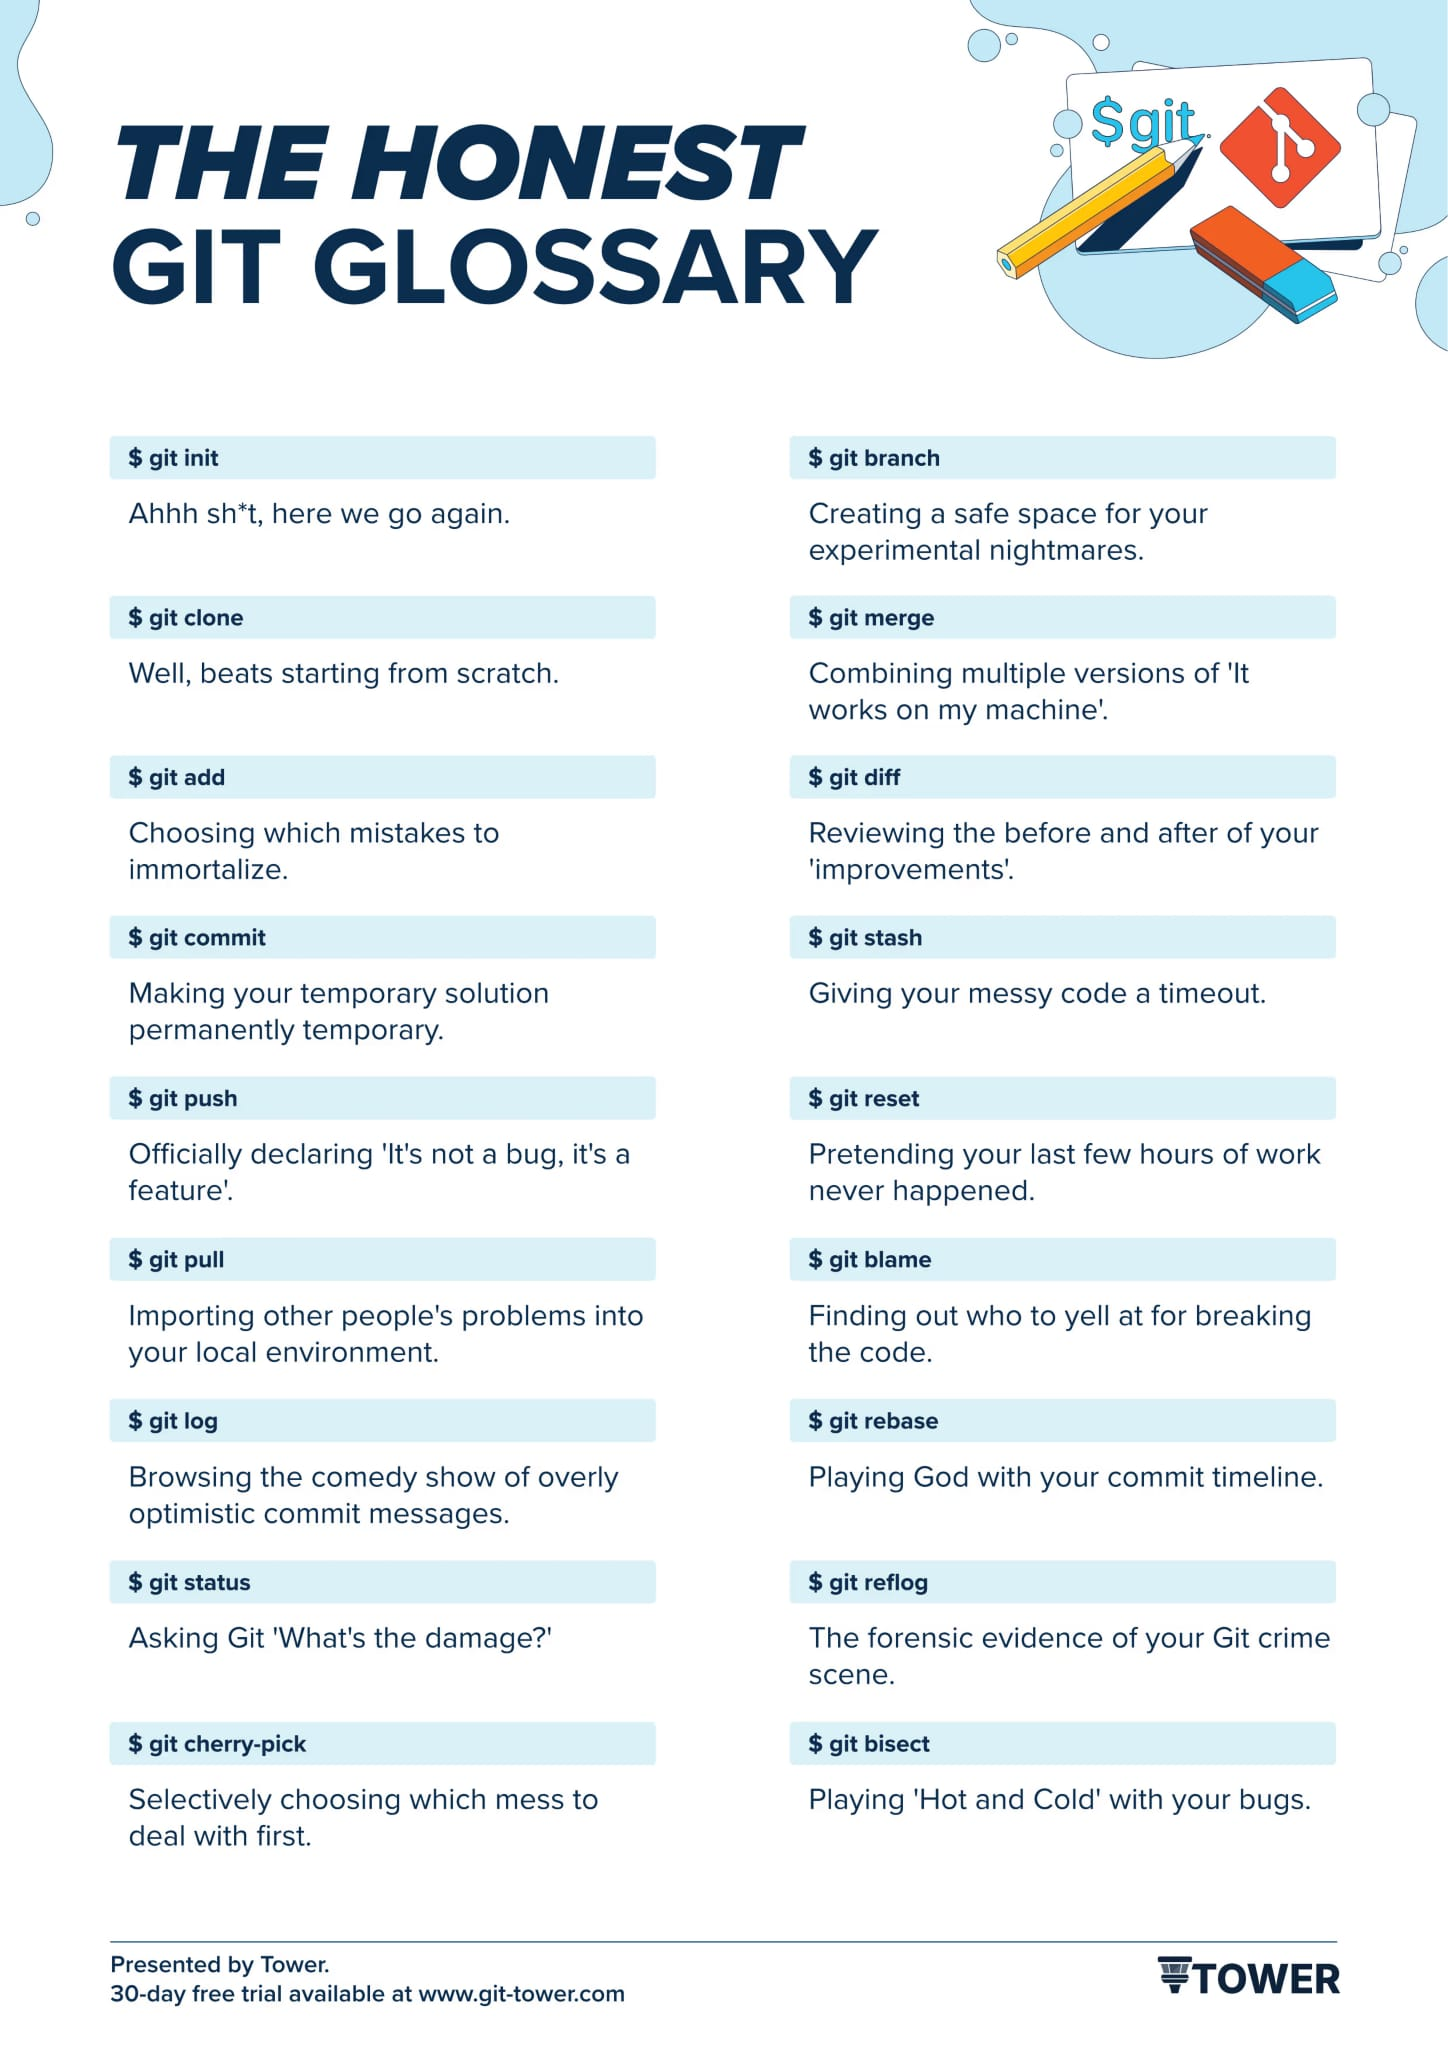 THE HONEST
GIT GLOSSARY
$ git
$ git init
Ahhh sh*t, here we go again.
$ git clone
Well, beats starting from scratch.
$ git add
Choosing which mistakes to
immortalize.
$ git commit
Making your temporary solution
permanently temporary.
$ git push
Officially declaring 'It's not a bug, it's a
feature'.
$ git pull
Importing other people's problems into
your local environment.
$ git log
Browsing the comedy show of overly
optimistic commit messages.
$ git status
Asking Git 'What's the damage?'
$ git cherry-pick
Selectively choosing which mess to
deal with first.
$ git branch
Creating a safe space for your
experimental nightmares.
$ git merge
Combining multiple versions of 'It
works on my machine'.
$ git diff
Reviewing the before and after of your
'improvements'.
$ git stash
Giving your messy code a timeout.
$ git reset
Pretending your last few hours of work
never happened.
$ git blame
Finding out who to yell at for breaking
the code.
$ git rebase
Playing God with your commit timeline.
$ git reflog
The forensic evidence of your Git crime
scene.
$ git bisect
Playing 'Hot and Cold' with your bugs.
Presented by Tower.
30-day free trial available at www.git-tower.com
TOWER